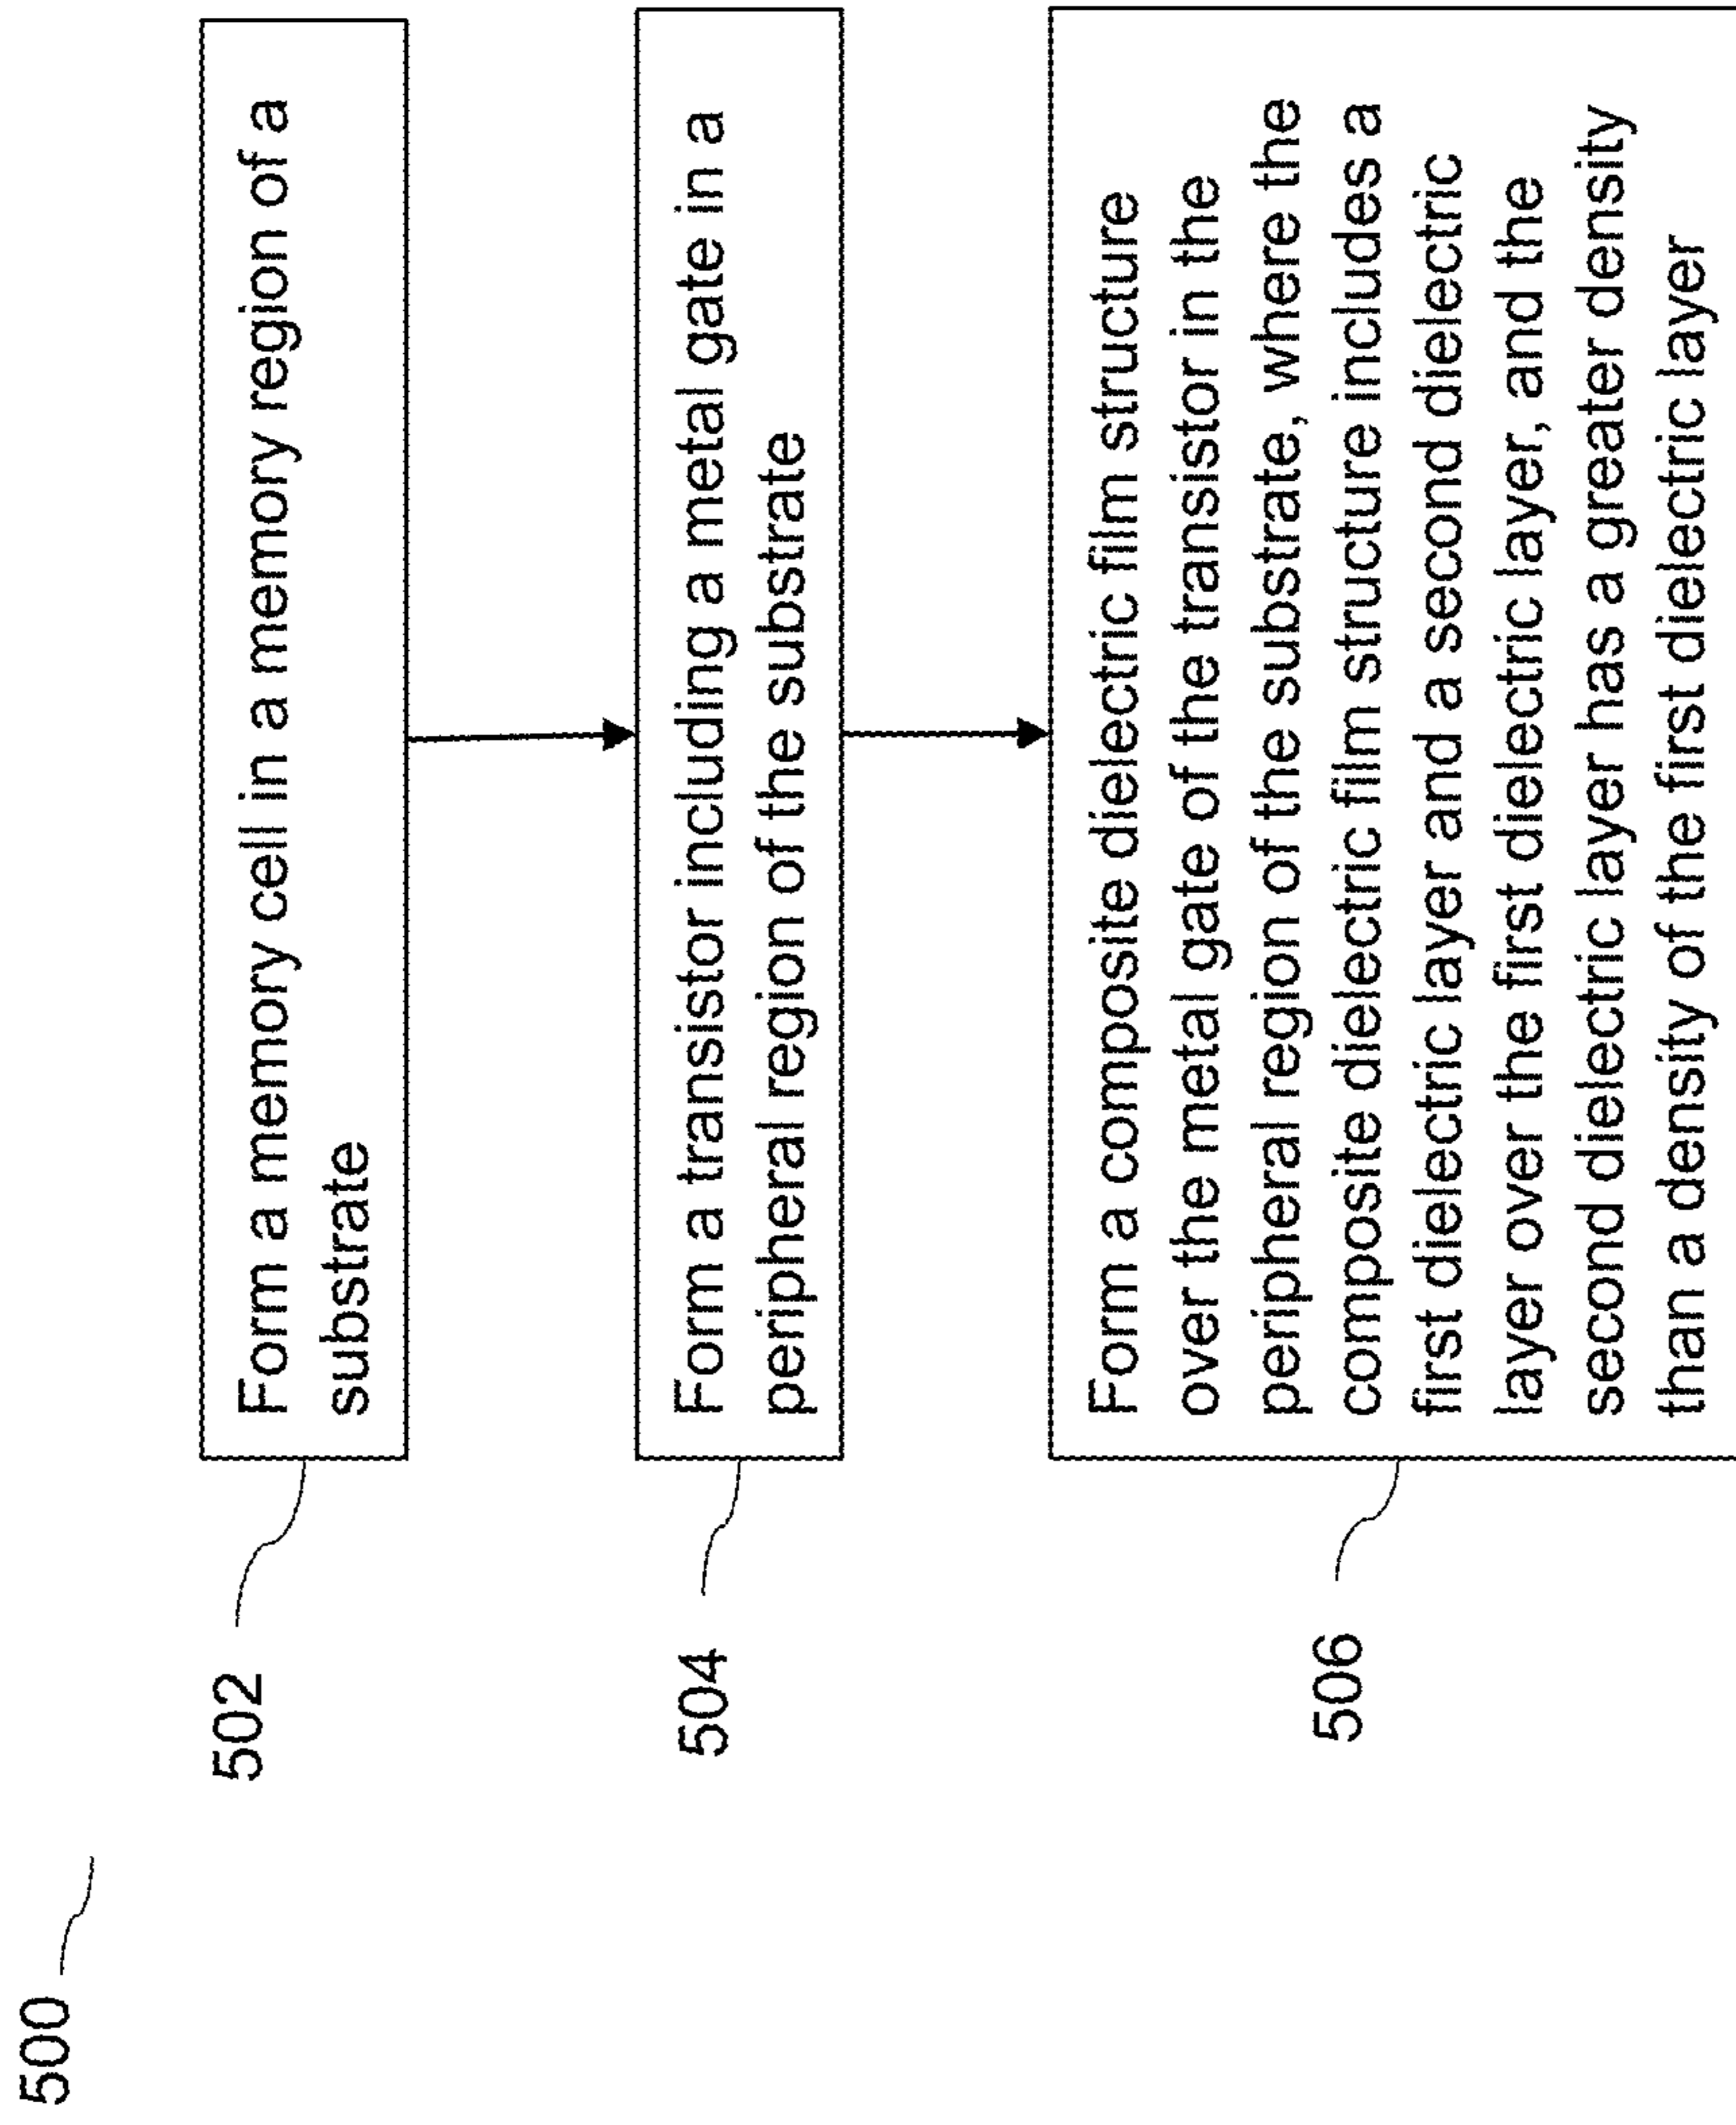 500
502
Form a memory cell in a memory region of a
substrate
504
Form a transistor including a metal gate in a
peripheral region of the substrate
506
Form a composite dielectric film structure
over the metal gate of the transistor in the
peripheral region of the substrate, where the
composite dielectric film structure includes a
first dielectric layer and a second dielectric
layer over the first dielectric layer, and the
second dielectric layer has a greater density
than a density of the first dielectric layer